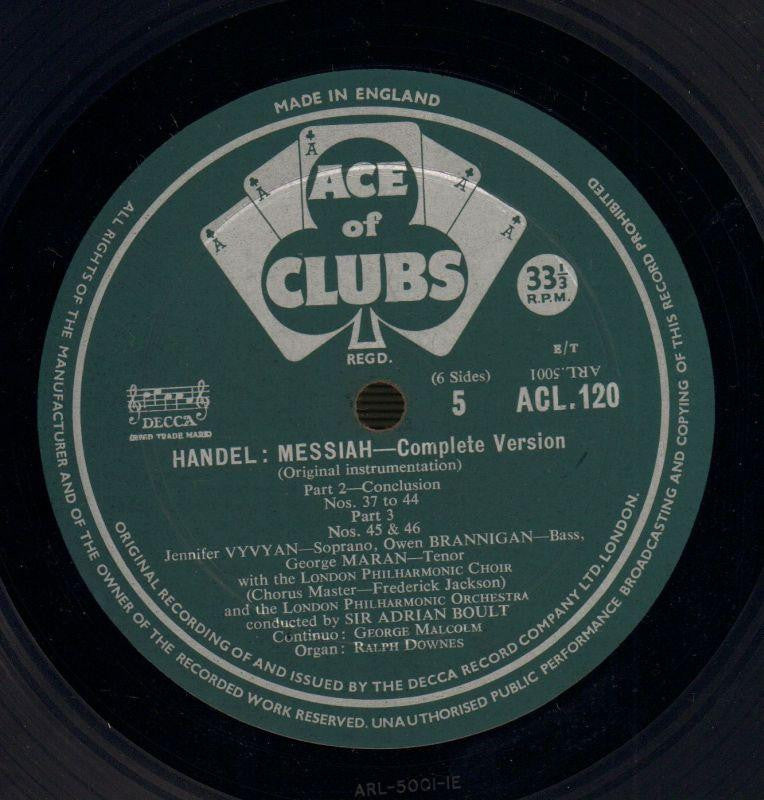 MADE IN ENGLAND
ALL RIGHTS OF THE MANUFACTURER AND OF THE OWNER OF THE RECORDED WORK RESERVED. UNAUTHORISED PUBLIC PERFORMANCE BROADCASTING AND COPYING OF THIS RECORD PROHIBITED
A
A
A
A
A
ACE
of
CLUBS
REGD.
33⅓
R.P.M.
E/T
ARL.5001
(6 Sides)
5
ACL.120
DECCA
(REGD TRADE MARK)
HANDEL: MESSIAH—Complete Version
(Original instrumentation)
Part 2—Conclusion
Nos. 37 to 44
Part 3
Nos. 45 & 46
Jennifer VYVYAN—Soprano, Owen BRANNIGAN—Bass,
George MARAN—Tenor
with the LONDON PHILHARMONIC CHOIR
(Chorus Master—Frederick Jackson)
and the LONDON PHILHARMONIC ORCHESTRA
conducted by SIR ADRIAN BOULT
Continuo: GEORGE MALCOLM
Organ: RALPH DOWNES
ORIGINAL RECORDING OF AND ISSUED BY THE DECCA RECORD COMPANY LTD. LONDON.
ARL-5001-1E